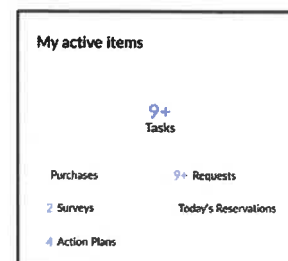 My active items
9+
Tasks
Purchases
9+ Requests
2 Surveys
Today's Reservations
4 Action Plans